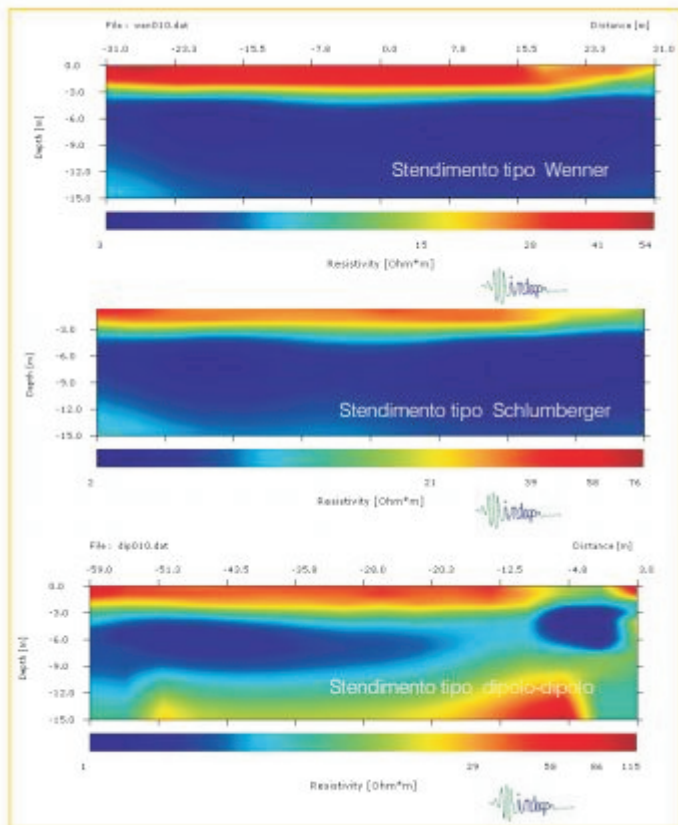 File : wen010.dat Distance [m]
-31.0 -23.3 -15.5 -7.8 0.0 7.8 15.5 23.3 31.0
0.0
-3.0
-6.0
-9.0
-12.0
-15.0
Depth [m]
Stendimento tipo Wenner
3 15 28 41 54
Resistivity [Ohm*m]
-3.0
-6.0
-9.0
-12.0
-15.0
Depth [m]
Stendimento tipo Schlumberger
2 21 39 58 76
Resistivity [Ohm*m]
File : dip010.dat Distance [m]
-59.0 -51.0 -43.5 -35.8 -28.0 -20.3 -12.5 -4.8 3.0
0.0
-3.0
-6.0
-9.0
-12.0
-15.0
Depth [m]
Stendimento tipo dipolo-dipolo
1 29 58 86 115
Resistivity [Ohm*m]